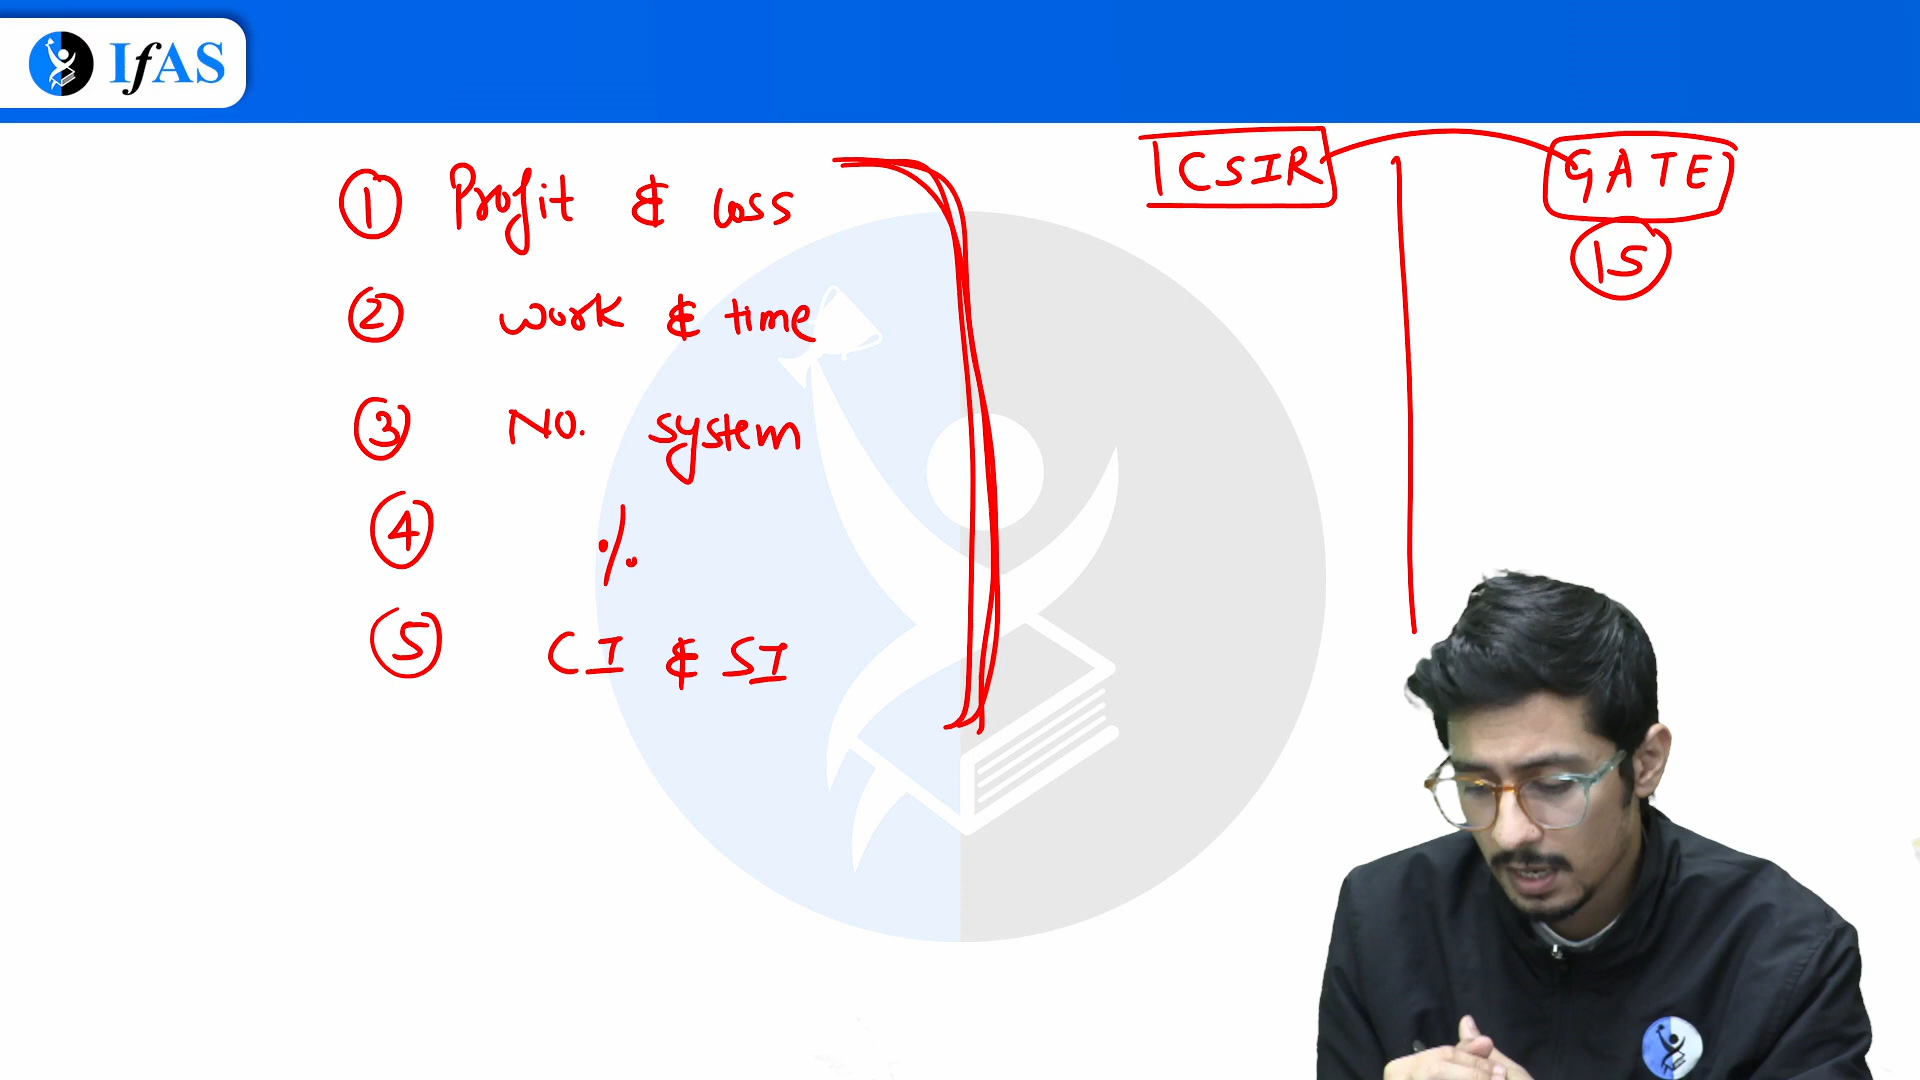 IfAS
CSIR
GATE
15
1 Profit & loss
2 work & time
3 No. system
4 %
5 CI & SI